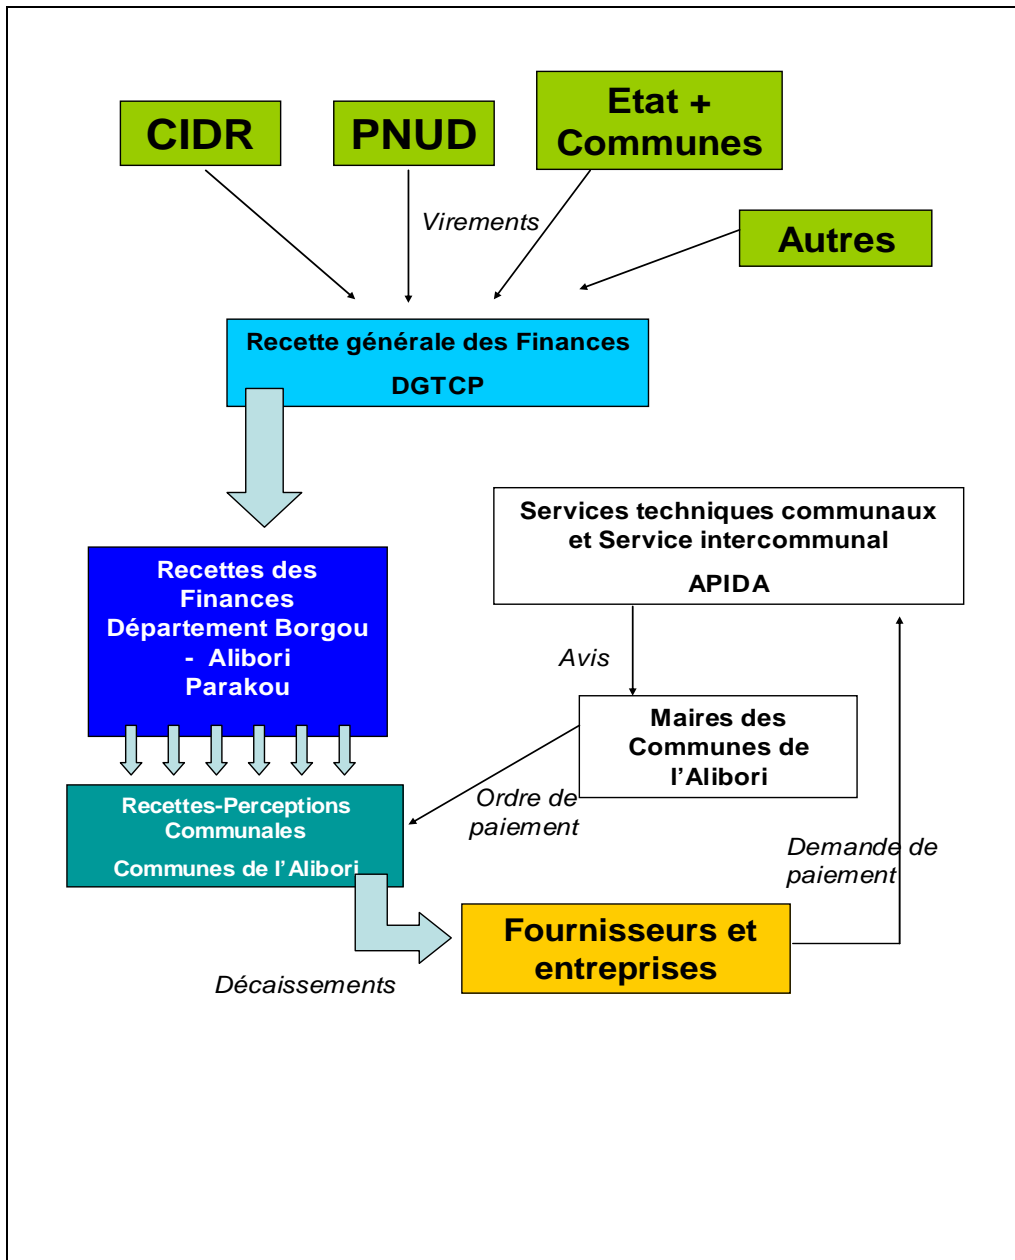 CIDR
PNUD
Etat +
Communes
Virements
Autres
Recette générale des Finances
DGTCP
Services techniques communaux
et Service intercommunal
APIDA
Recettes des
Finances
Département Borgou
- Alibori
Parakou
Avis
Maires des
Communes de
l'Alibori
Recettes-Perceptions
Communales
Communes de l'Alibori
Ordre de
paiement
Demande de
paiement
Fournisseurs et
entreprises
Décaissements